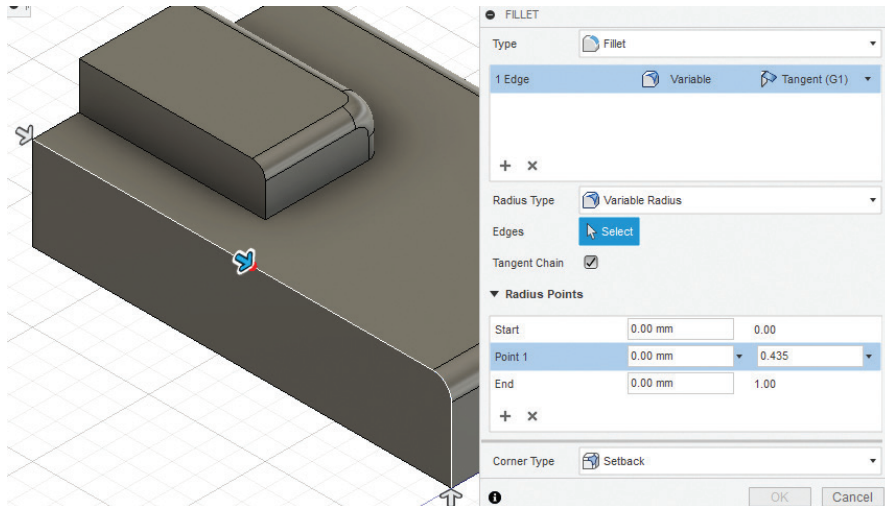 FILLET
Type Fillet
1 Edge Variable Tangent (G1)
Radius Type Variable Radius
Edges Select
Tangent Chain
Radius Points
Start 0.00 mm 0.00
Point 1 0.00 mm 0.435
End 0.00 mm 1.00
Corner Type Setback
OK Cancel